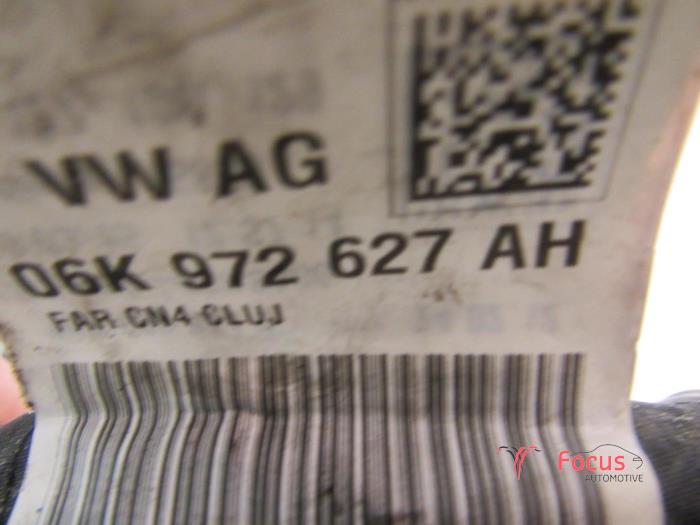 VW AG
06K 972 627 AH
FAR CN4 CLUJ
Focus
AUTOMOTIVE